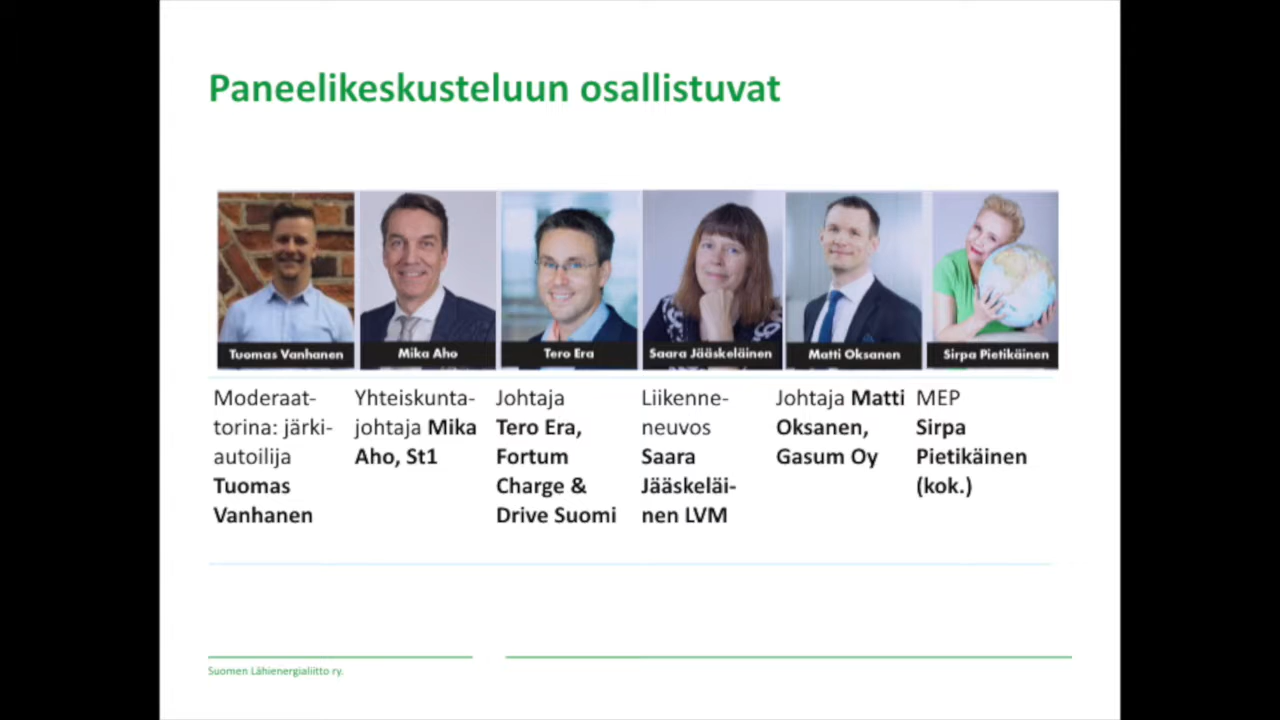 Paneelikeskusteluun osallistuvat
Tuomas Vanhanen
Mika Aho
Tero Era
Saara Jääskeläinen
Matti Oksanen
Sirpa Pietikäinen
Moderaat-
torina: järki-
autoilija
Tuomas
Vanhanen
Yhteiskunta-
johtaja Mika
Aho, St1
Johtaja
Tero Era,
Fortum
Charge &
Drive Suomi
Liikenne-
neuvos
Saara
Jääskeläi-
nen LVM
Johtaja Matti
Oksanen,
Gasum Oy
MEP
Sirpa
Pietikäinen
(kok.)
Suomen Lähienergialiitto ry.